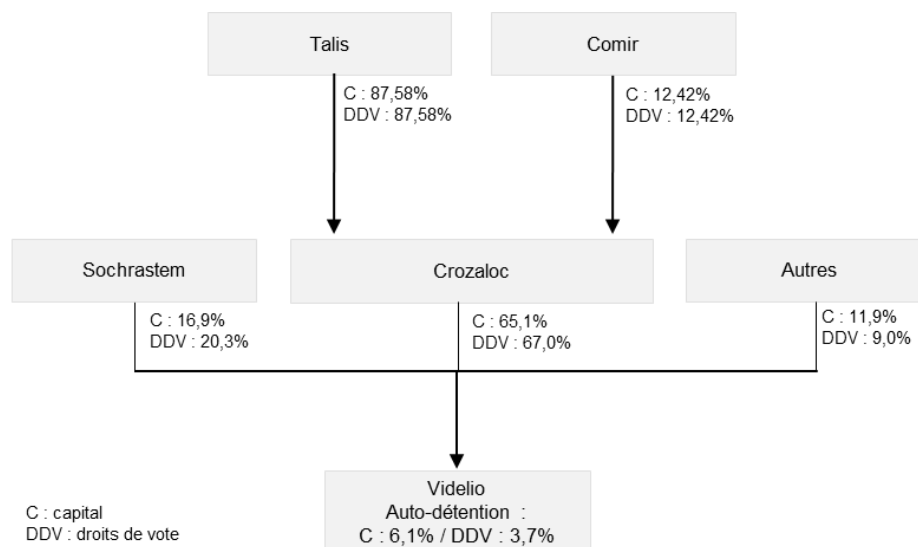 Talis
Comir
C : 87,58%
DDV : 87,58%
C : 12,42%
DDV : 12,42%
Sochrastem
Crozaloc
Autres
C : 16,9%
DDV : 20,3%
C : 65,1%
DDV : 67,0%
C : 11,9%
DDV : 9,0%
Videlio
Auto-détention :
C : 6,1% / DDV : 3,7%
C : capital
DDV : droits de vote